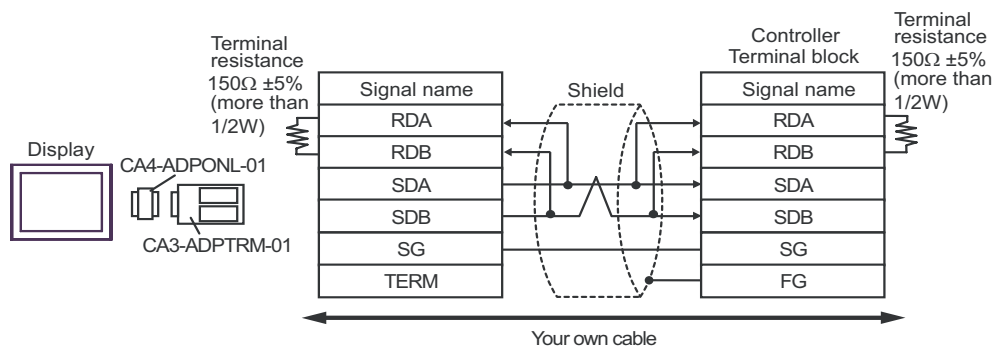 Terminal
resistance
150Ω ±5%
(more than
1/2W)
Controller
Terminal block
Terminal
resistance
150Ω ±5%
(more than
1/2W)
Signal name
Shield
Signal name
RDA
RDA
RDB
RDB
Display
CA4-ADPONL-01
SDA
SDA
SDB
SDB
CA3-ADPTRM-01
SG
SG
TERM
FG
Your own cable